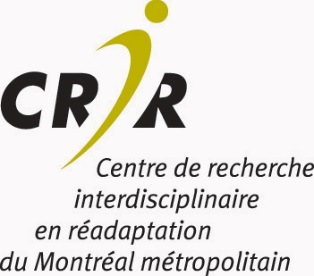 CRIR
Centre de recherche
interdisciplinaire
en réadaptation
du Montréal métropolitain